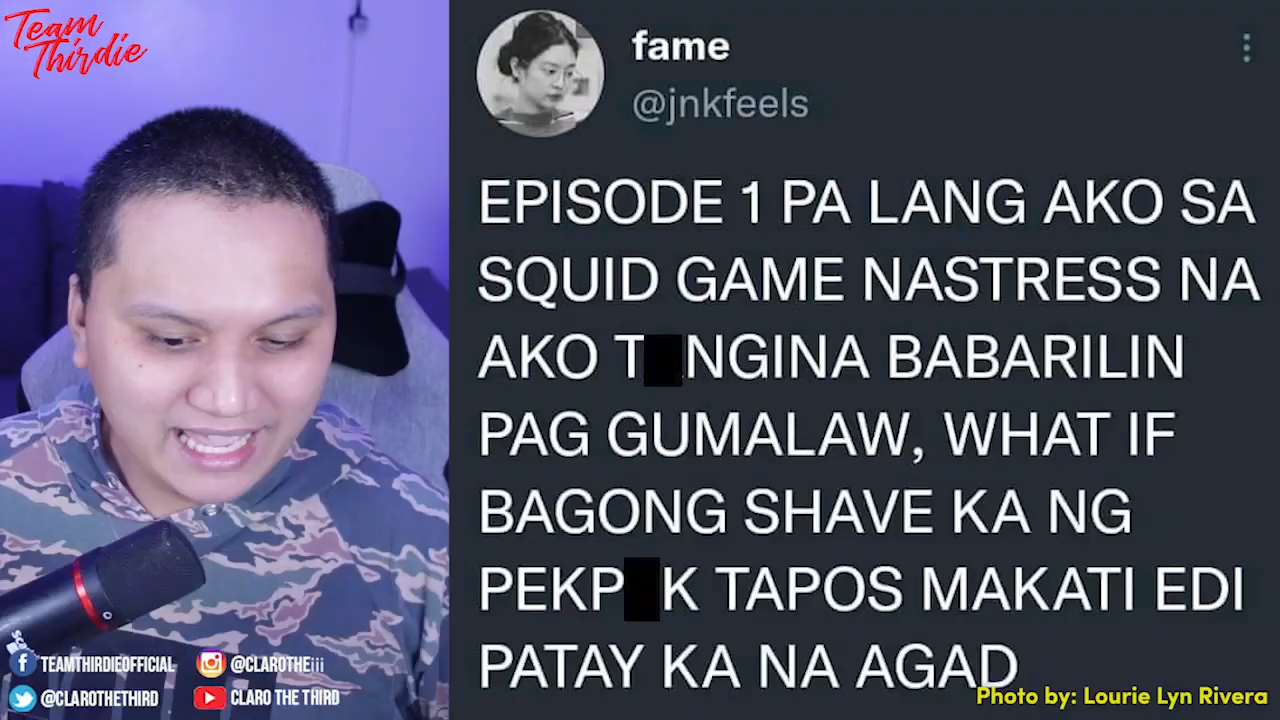 Team
Thirdie
fame
@jnkfeels
EPISODE 1 PA LANG AKO SA
SQUID GAME NASTRESS NA
AKO T NGINA BABARILIN
PAG GUMALAW, WHAT IF
BAGONG SHAVE KA NG
PEKP K TAPOS MAKATI EDI
PATAY KA NA AGAD
Photo by: Lourie Lyn Rivera
TEAMTHIRDIEOFFICIAL
@CLAROTHEiii
@CLAROTHETHIRD
CLARO THE THIRD